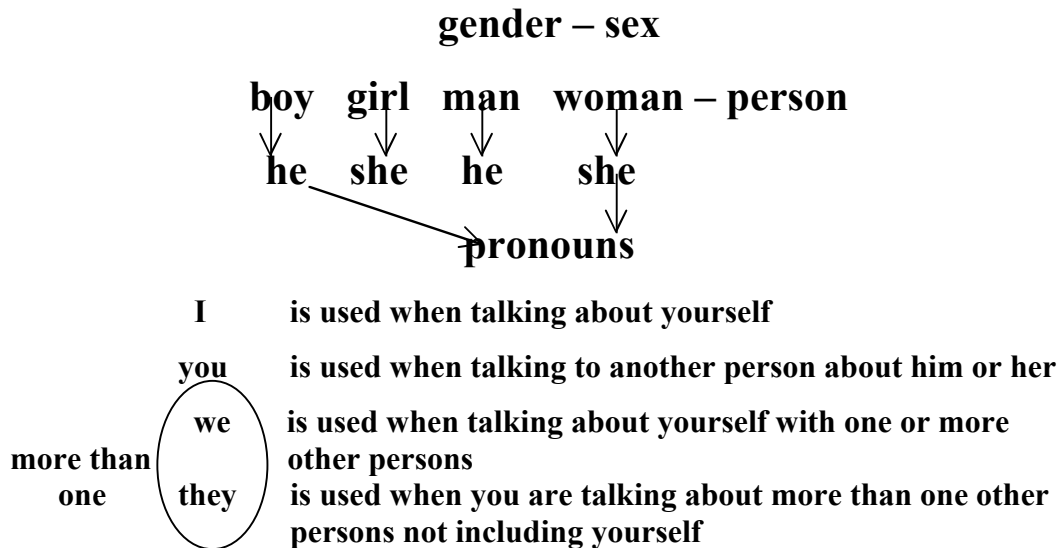 gender – sex
boy girl man woman – person
he she he she
pronouns
I is used when talking about yourself
you is used when talking to another person about him or her
we is used when talking about yourself with one or more
more than other persons
one they is used when you are talking about more than one other
persons not including yourself